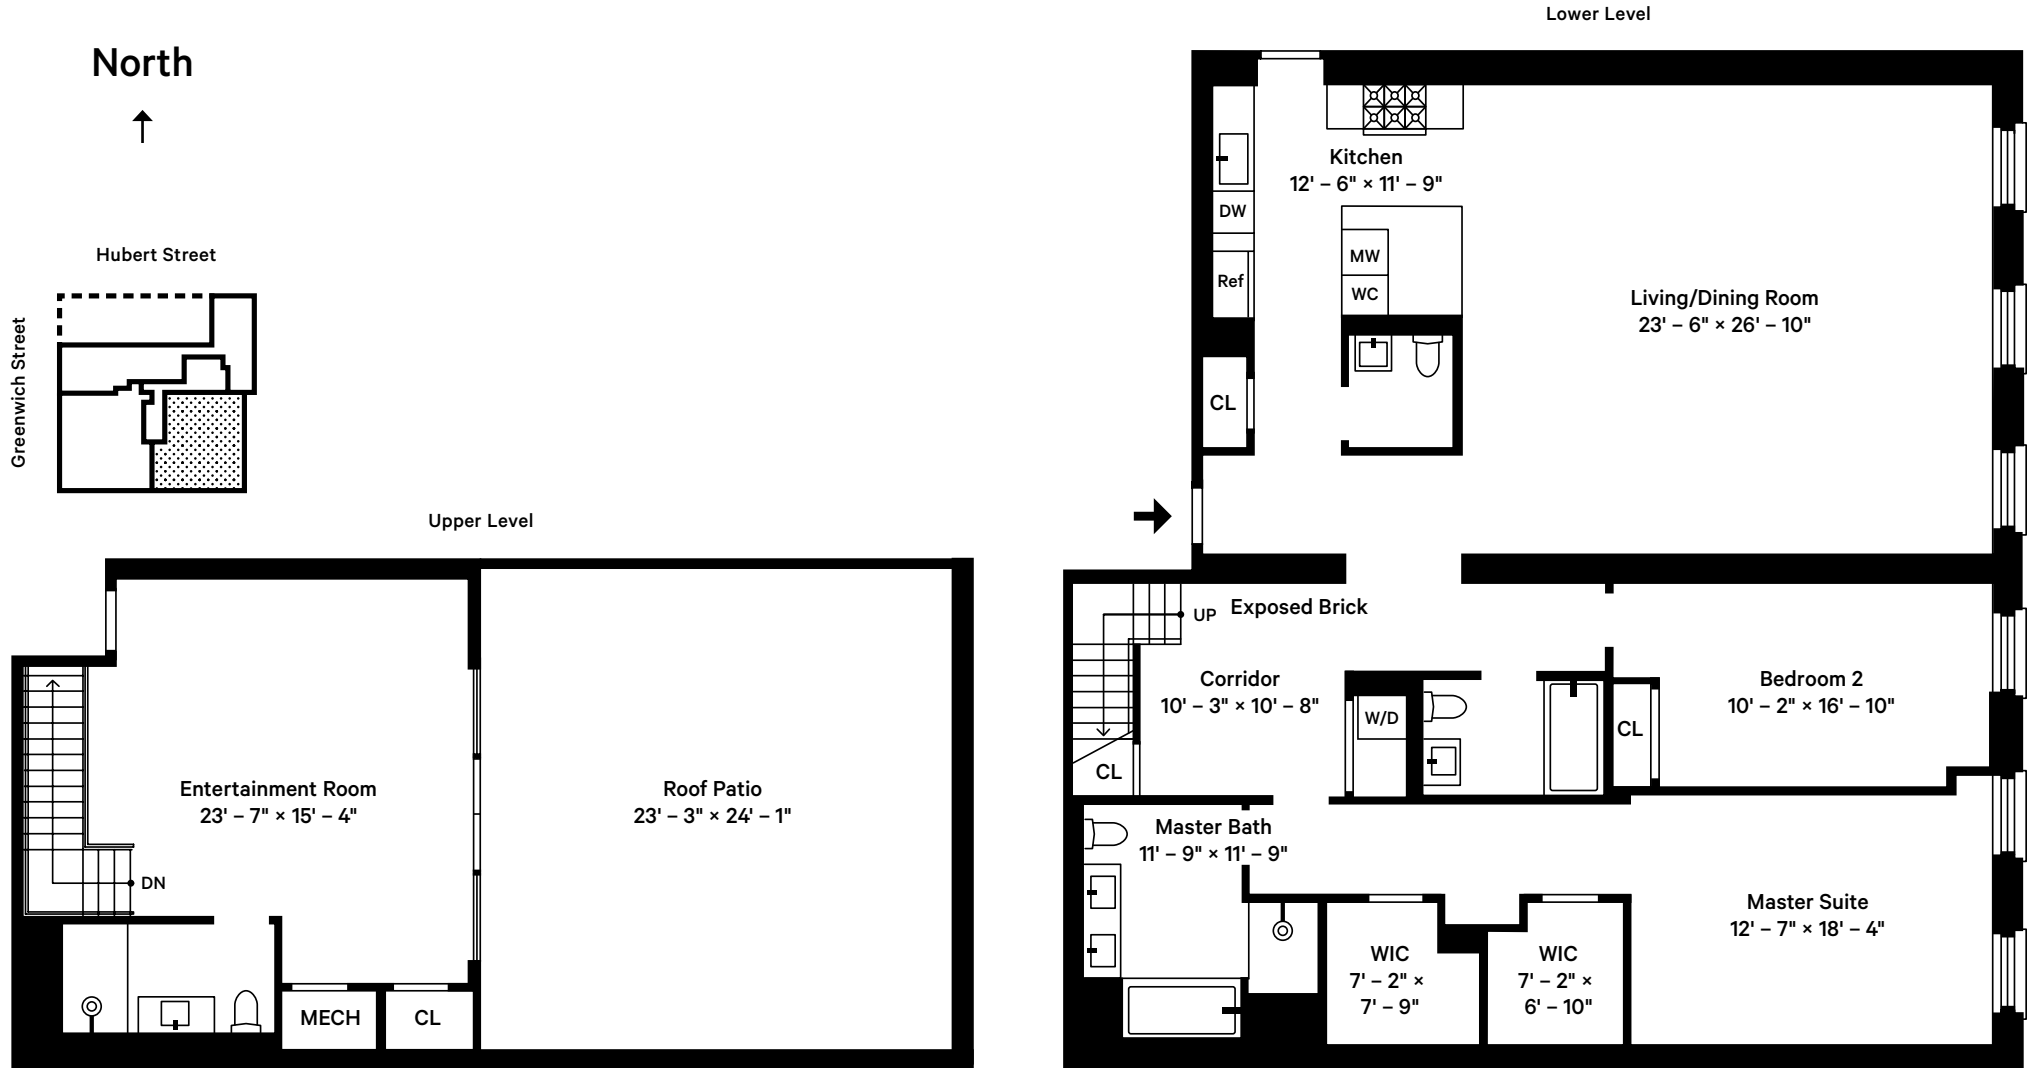 North
Hubert Street
Greenwich Street
Upper Level
Entertainment Room
23' – 7" × 15' – 4"
DN
MECH
CL
Roof Patio
23' – 3" × 24' – 1"
Lower Level
Kitchen
12' – 6" × 11' – 9"
DW
Ref
MW
WC
CL
Living/Dining Room
23' – 6" × 26' – 10"
UP
Exposed Brick
Corridor
10' – 3" × 10' – 8"
CL
W/D
CL
Bedroom 2
10' – 2" × 16' – 10"
Master Bath
11' – 9" × 11' – 9"
WIC
7' – 2" ×
7' – 9"
WIC
7' – 2" ×
6' – 10"
Master Suite
12' – 7" × 18' – 4"